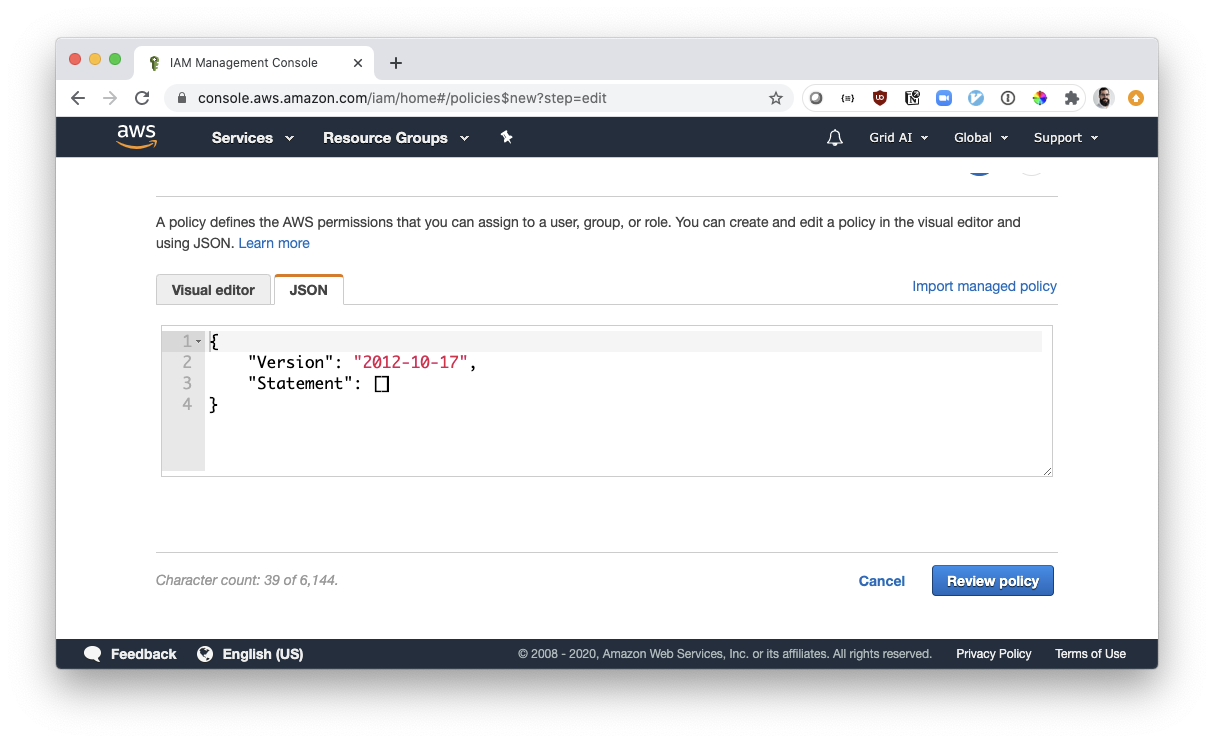 IAM Management Console
console.aws.amazon.com/iam/home#/policies$new?step=edit
aws Services Resource Groups Grid AI Global Support
A policy defines the AWS permissions that you can assign to a user, group, or role. You can create and edit a policy in the visual editor and
using JSON. Learn more
Visual editor JSON Import managed policy
1 {
2 "Version": "2012-10-17",
3 "Statement": []
4 }
Character count: 39 of 6,144.
Cancel Review policy
Feedback English (US) © 2008 - 2020, Amazon Web Services, Inc. or its affiliates. All rights reserved. Privacy Policy Terms of Use